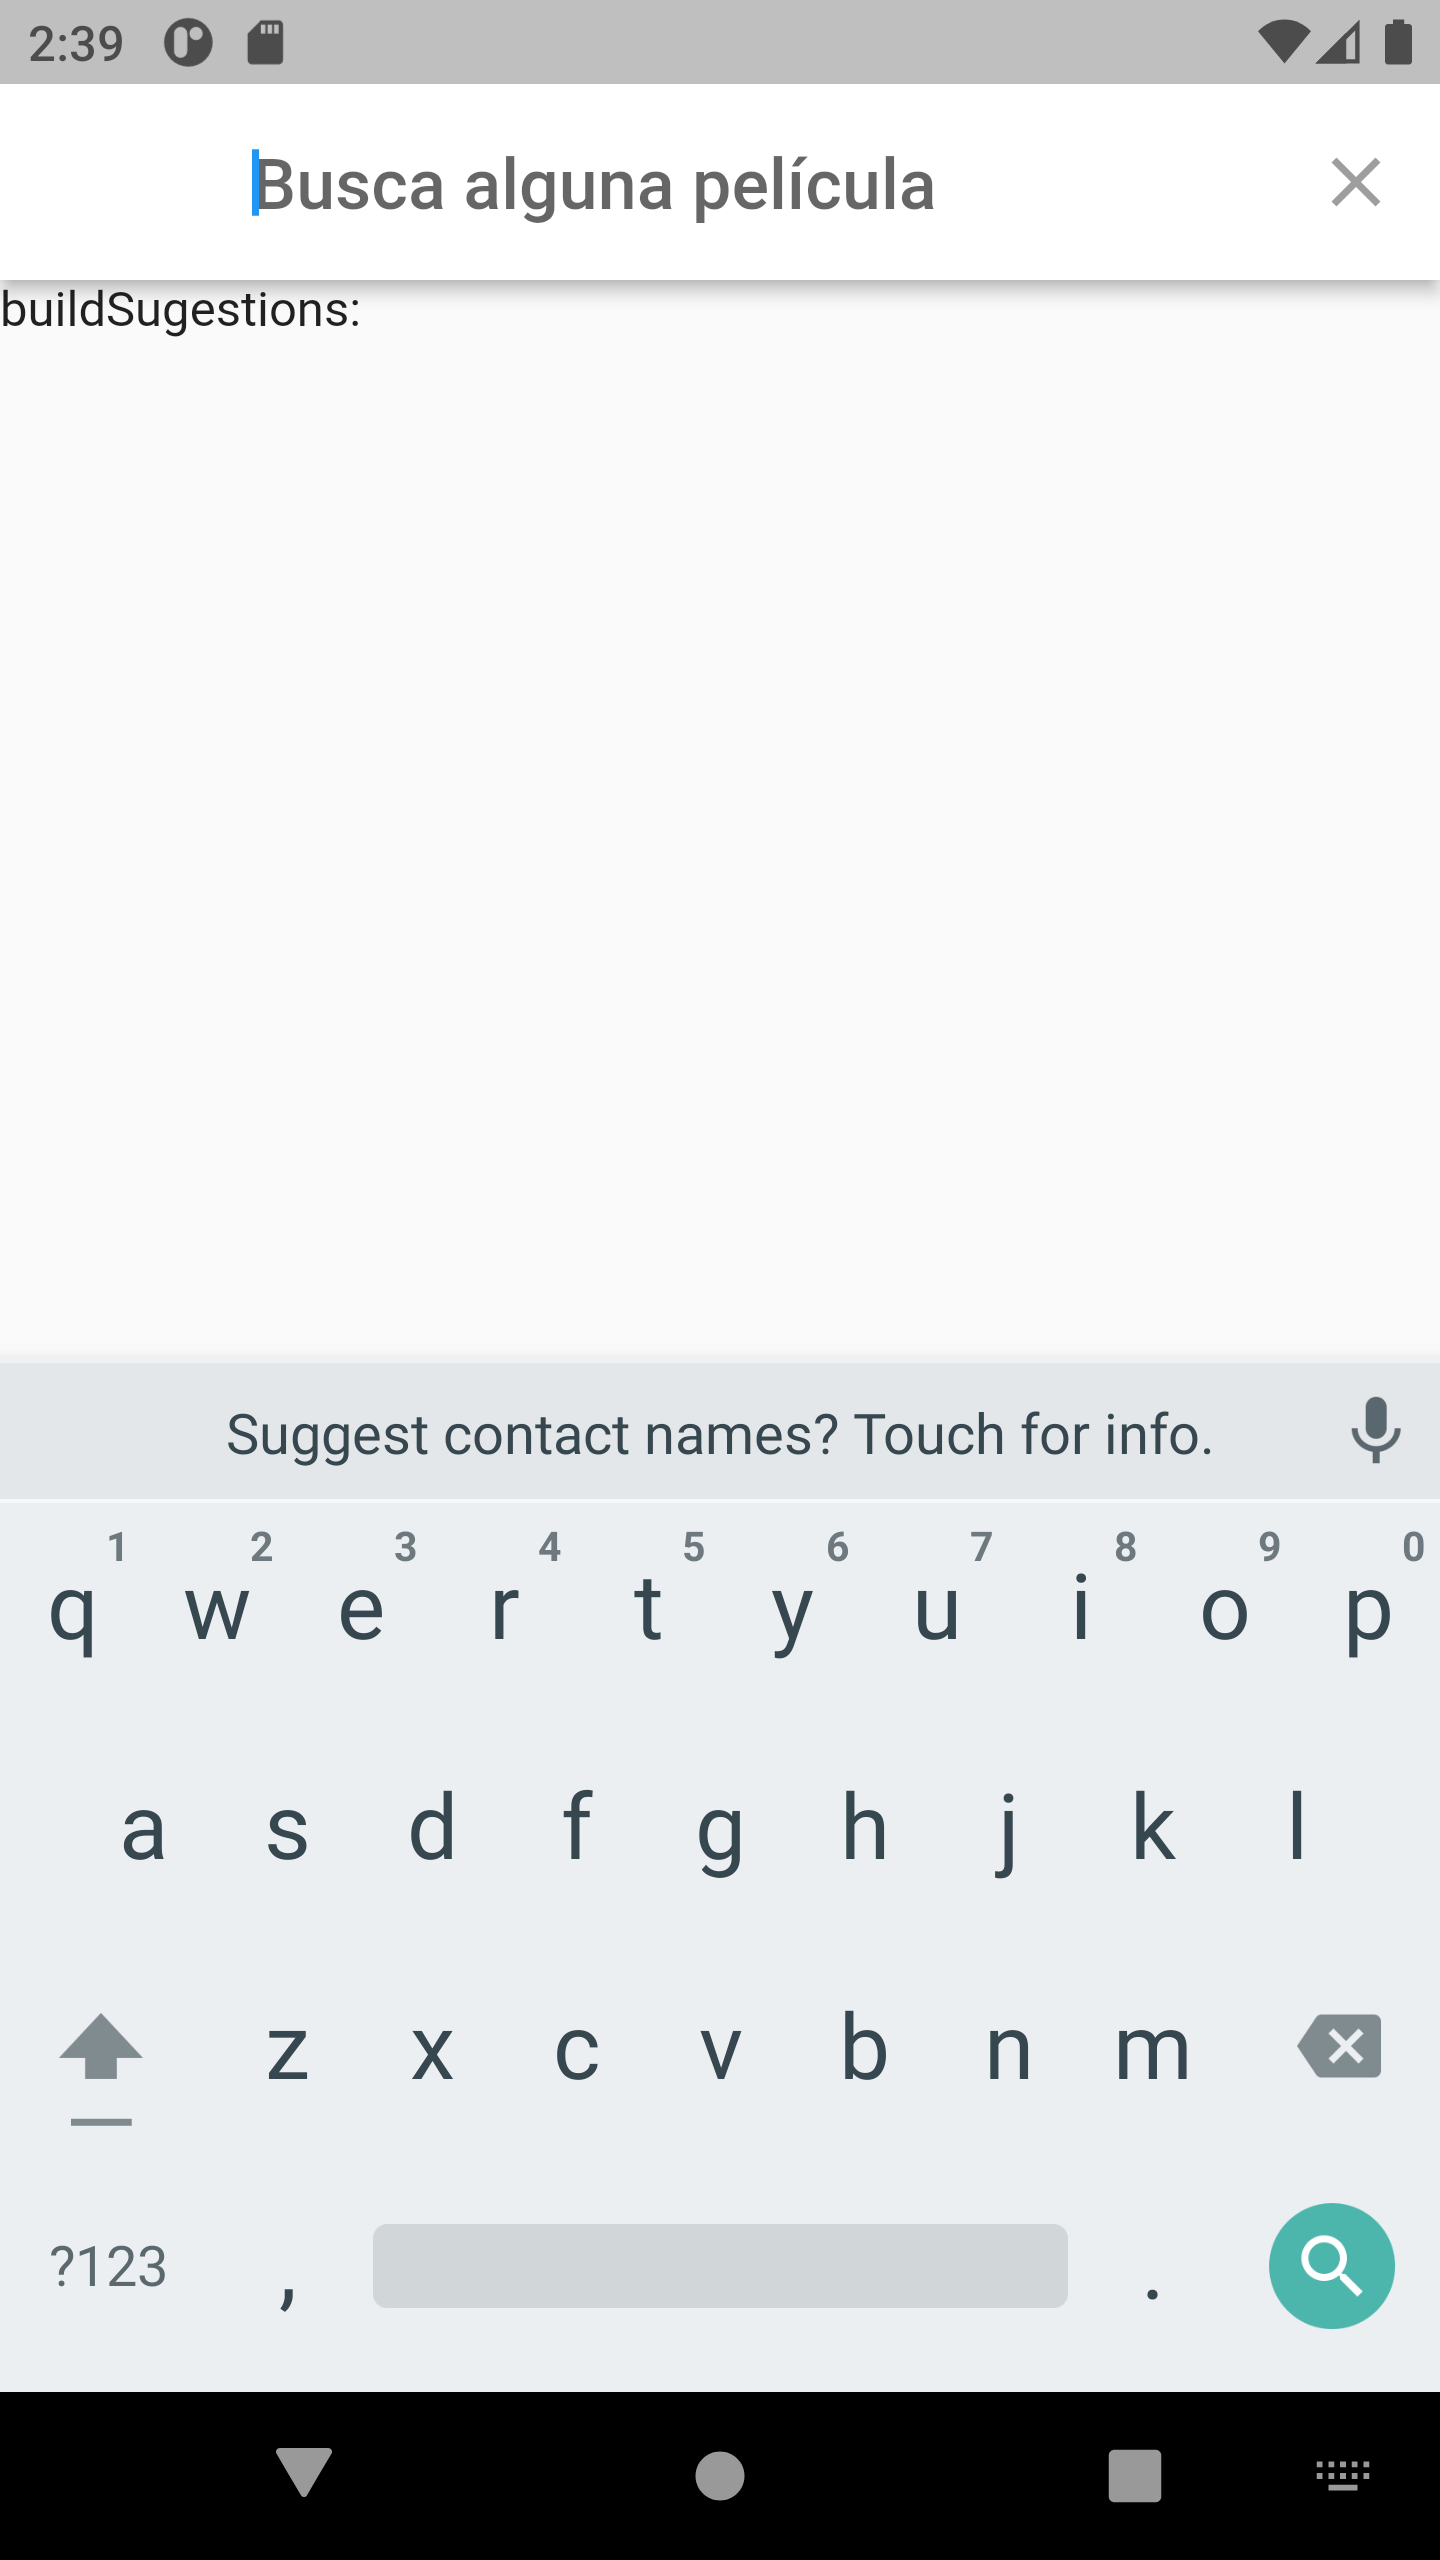 2:39
Busca alguna película
buildSugestions:
Suggest contact names? Touch for info.
1 2 3 4 5 6 7 8 9 0
q w e r t y u i o p
a s d f g h j k l
z x c v b n m
?123 , .